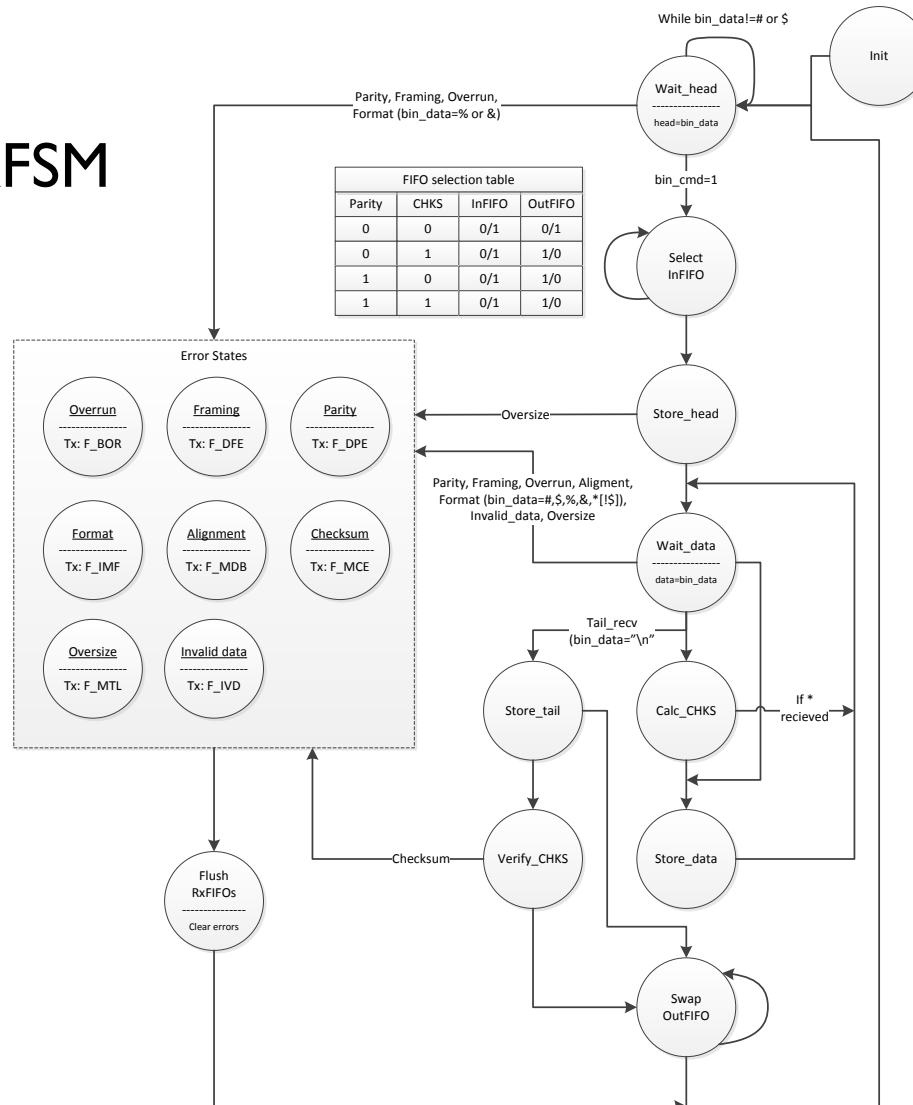 While bin_data!=# or $
Init
Wait_head
----------------
head=bin_data
Parity, Framing, Overrun,
Format (bin_data=% or &)
FSM
bin_cmd=1
FIFO selection table
Parity CHKS InFIFO OutFIFO
0 0 0/1 0/1
0 1 0/1 1/0
1 0 0/1 1/0
1 1 0/1 1/0
Select
InFIFO
Error States
Overrun
----------------
Tx: F_BOR
Framing
----------------
Tx: F_DFE
Parity
----------------
Tx: F_DPE
Oversize
Store_head
Parity, Framing, Overrun, Aligment,
Format (bin_data=#,$,%,&,*[!$]),
Invalid_data, Oversize
Format
----------------
Tx: F_IMF
Alignment
----------------
Tx: F_MDB
Checksum
----------------
Tx: F_MCE
Wait_data
----------------
data=bin_data
Tail_recv
(bin_data="\n"
Oversize
----------------
Tx: F_MTL
Invalid data
----------------
Tx: F_IVD
Store_tail
Calc_CHKS
If *
recieved
Flush
RxFIFOs
----------------
Clear errors
Checksum
Verify_CHKS
Store_data
Swap
OutFIFO